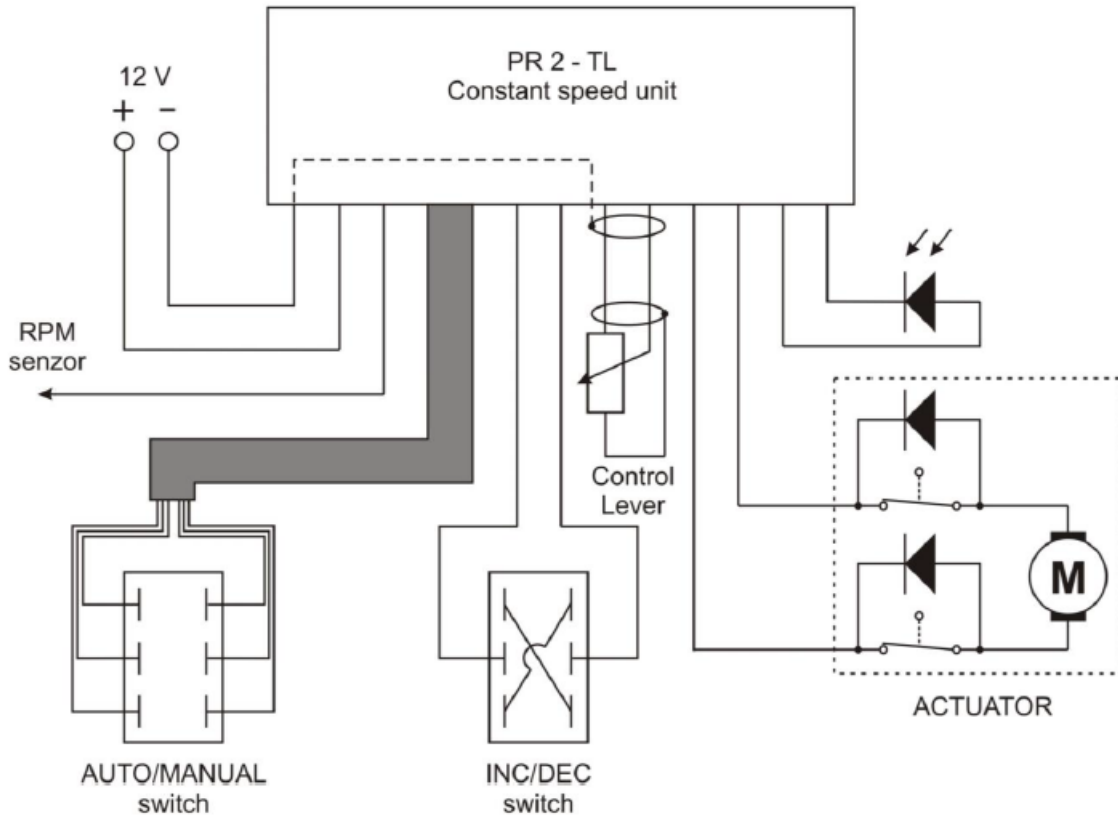 PR 2 - TL
Constant speed unit
12 V
+ −
RPM
senzor
Control
Lever
M
ACTUATOR
AUTO/MANUAL
switch
INC/DEC
switch